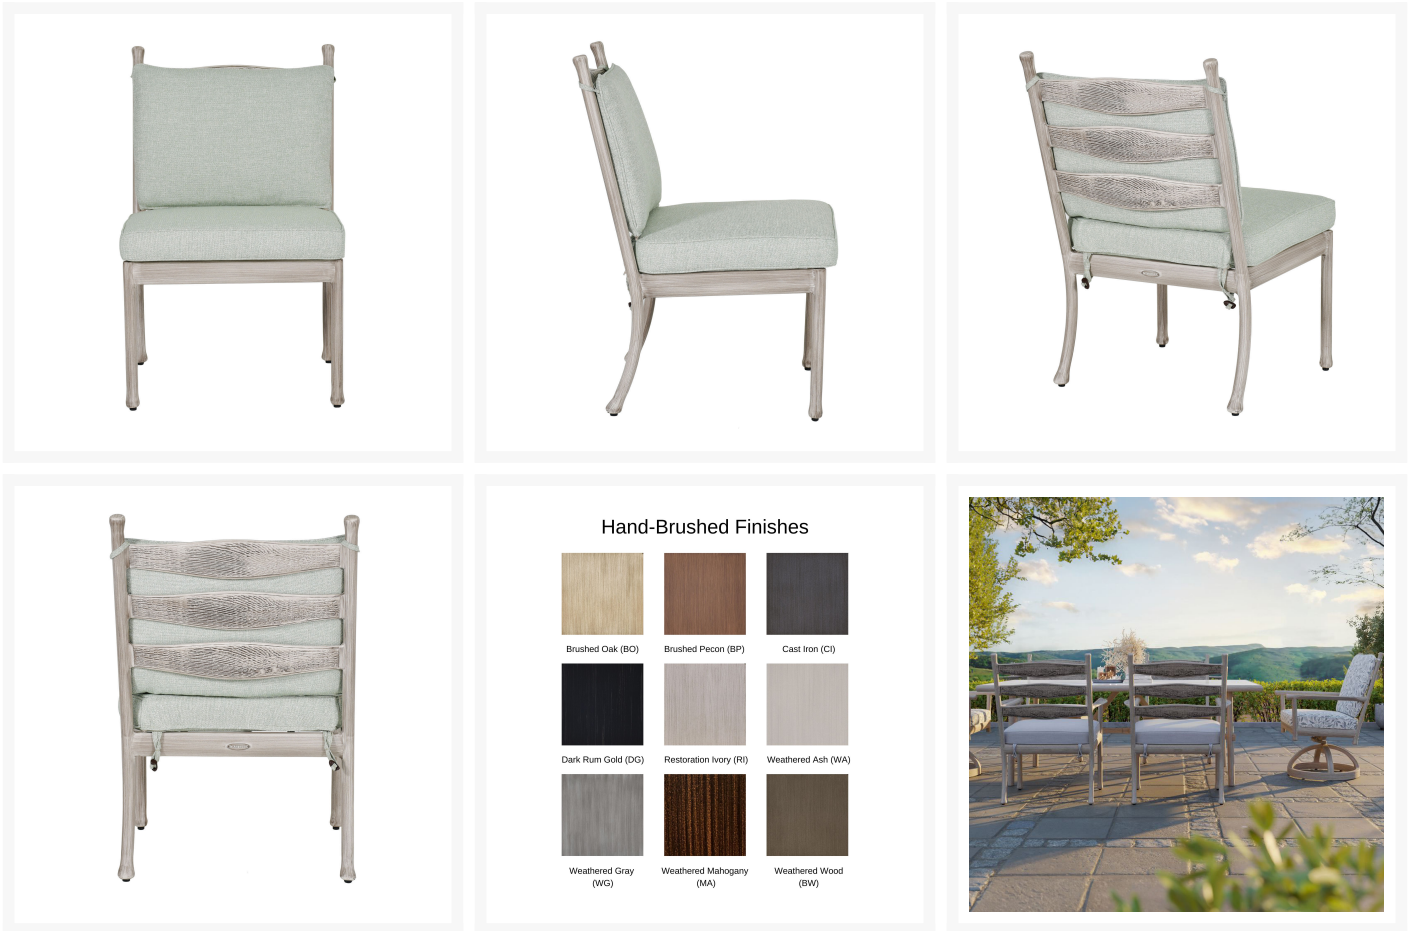 Hand-Brushed Finishes
Brushed Oak (BO)
Brushed Pecon (BP)
Cast Iron (CI)
Dark Rum Gold (DG)
Restoration Ivory (RI)
Weathered Ash (WA)
Weathered Gray
(WG)
Weathered Mahogany
(MA)
Weathered Wood
(BW)